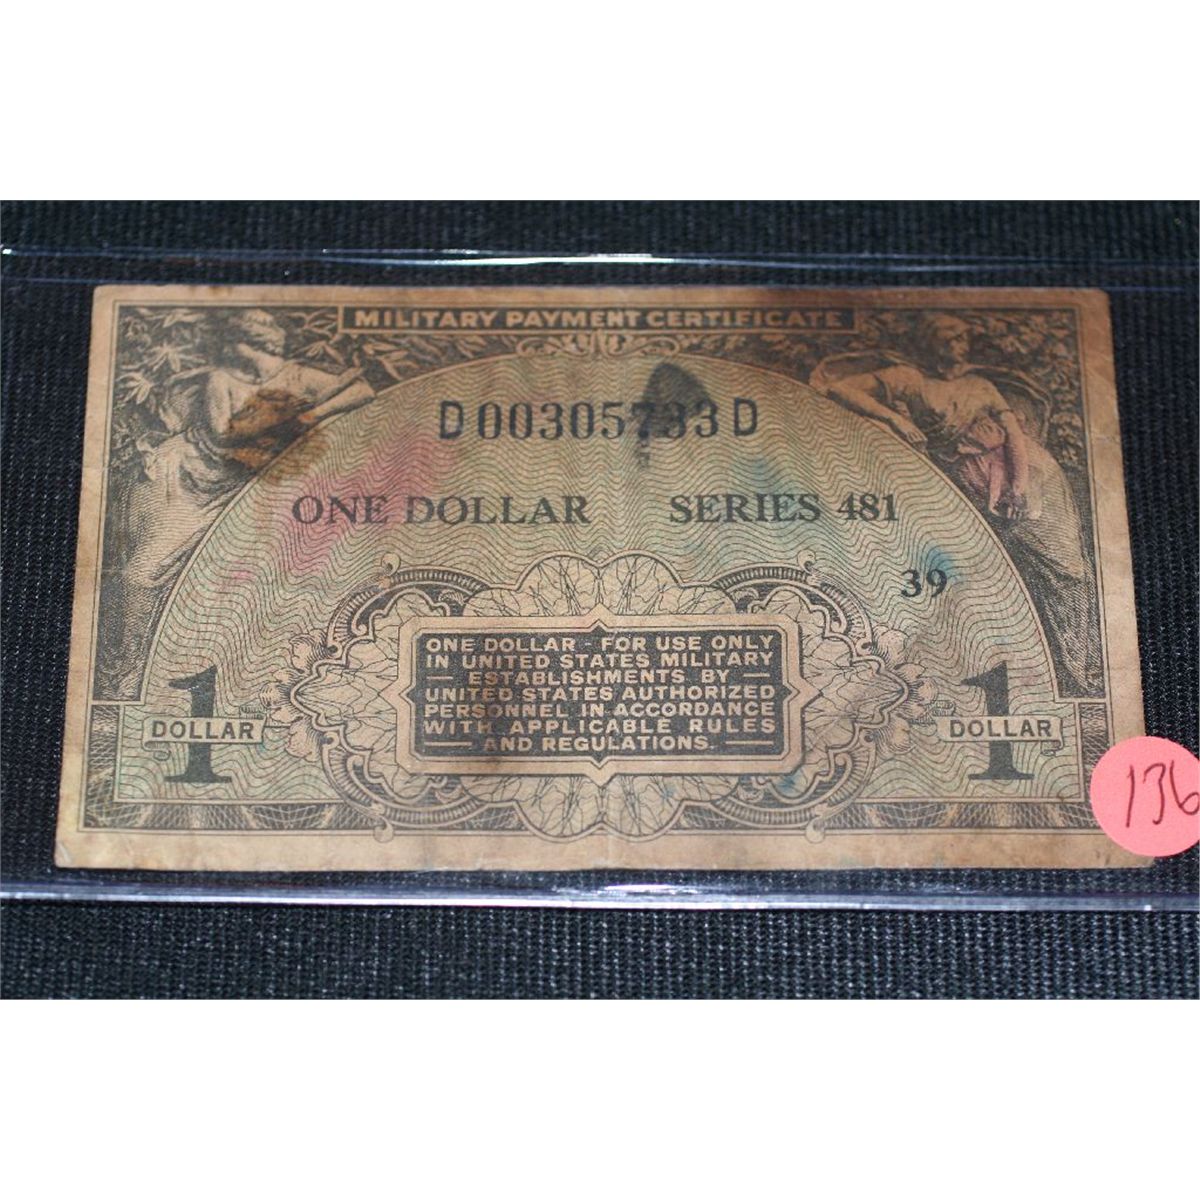 MILITARY PAYMENT CERTIFICATE
D00305733D
ONE DOLLAR SERIES 481
39
ONE DOLLAR - FOR USE ONLY
IN UNITED STATES MILITARY
— ESTABLISHMENTS BY —
UNITED STATES AUTHORIZED
PERSONNEL IN ACCORDANCE
WITH APPLICABLE RULES
— AND REGULATIONS. —
1
DOLLAR
1
DOLLAR
136